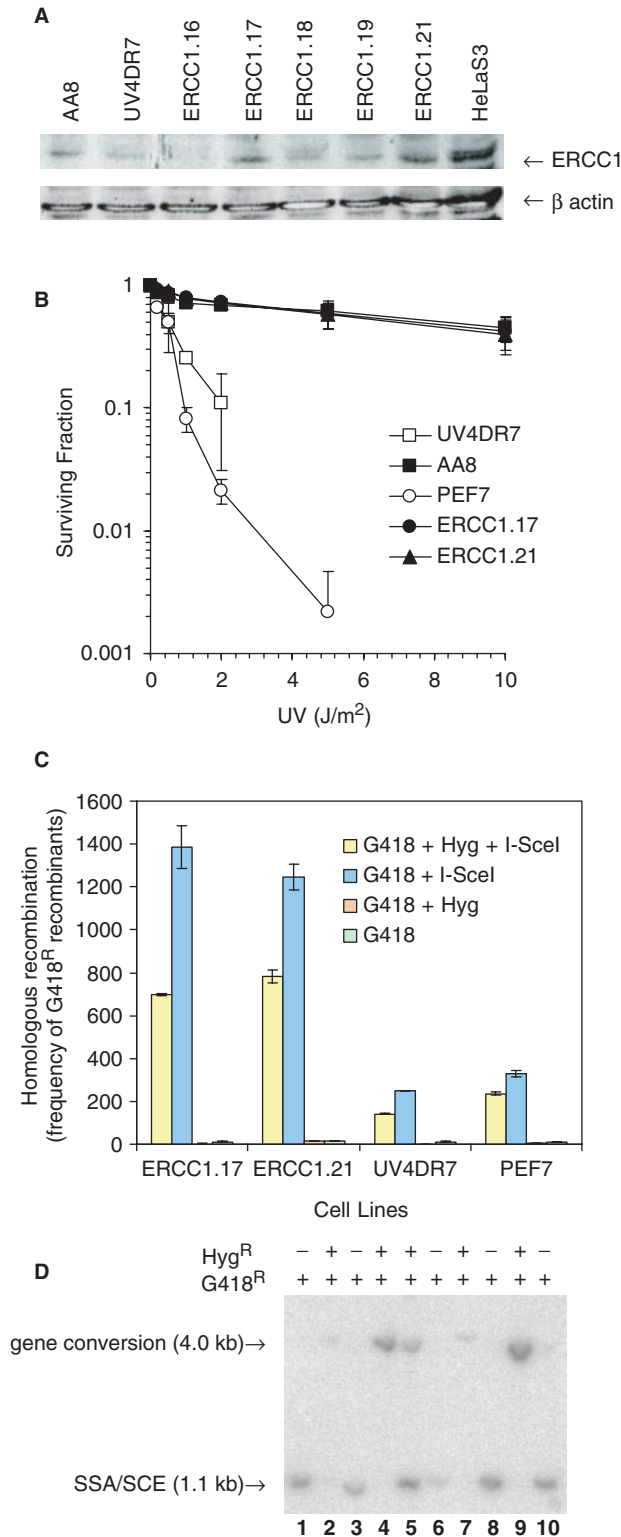 A
AA8
UV4DR7
ERCC1.16
ERCC1.17
ERCC1.18
ERCC1.19
ERCC1.21
HeLaS3
← ERCC1
← β actin
B
Surviving Fraction
1
0.1
0.01
0.001
0 2 4 6 8 10
UV (J/m²)
UV4DR7
AA8
PEF7
ERCC1.17
ERCC1.21
C
Homologous recombination
(frequency of G418ᴿ recombinants)
1600
1400
1200
1000
800
600
400
200
0
G418 + Hyg + I-SceI
G418 + I-SceI
G418 + Hyg
G418
ERCC1.17 ERCC1.21 UV4DR7 PEF7
Cell Lines
D
Hygᴿ − + − + + − + − + −
G418ᴿ + + + + + + + + + +
gene conversion (4.0 kb)→
SSA/SCE (1.1 kb)→
1 2 3 4 5 6 7 8 9 10